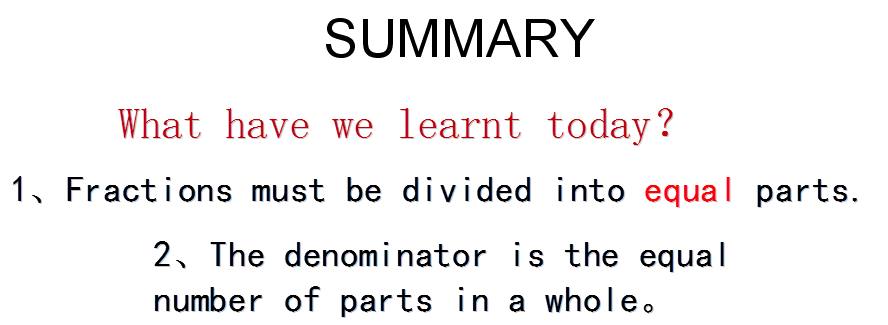 SUMMARY
What have we learnt today?
1、Fractions must be divided into equal parts.
2、The denominator is the equal
number of parts in a whole。